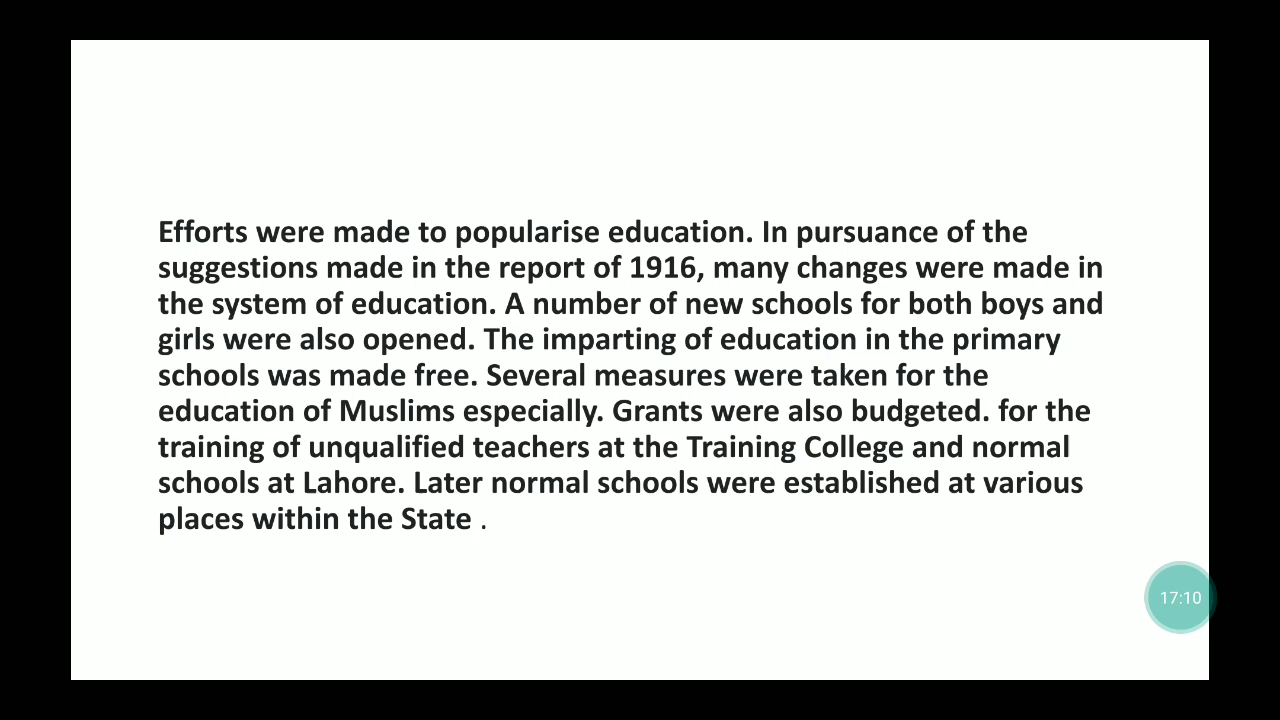 Efforts were made to popularise education. In pursuance of the
suggestions made in the report of 1916, many changes were made in
the system of education. A number of new schools for both boys and
girls were also opened. The imparting of education in the primary
schools was made free. Several measures were taken for the
education of Muslims especially. Grants were also budgeted. for the
training of unqualified teachers at the Training College and normal
schools at Lahore. Later normal schools were established at various
places within the State .
17:10